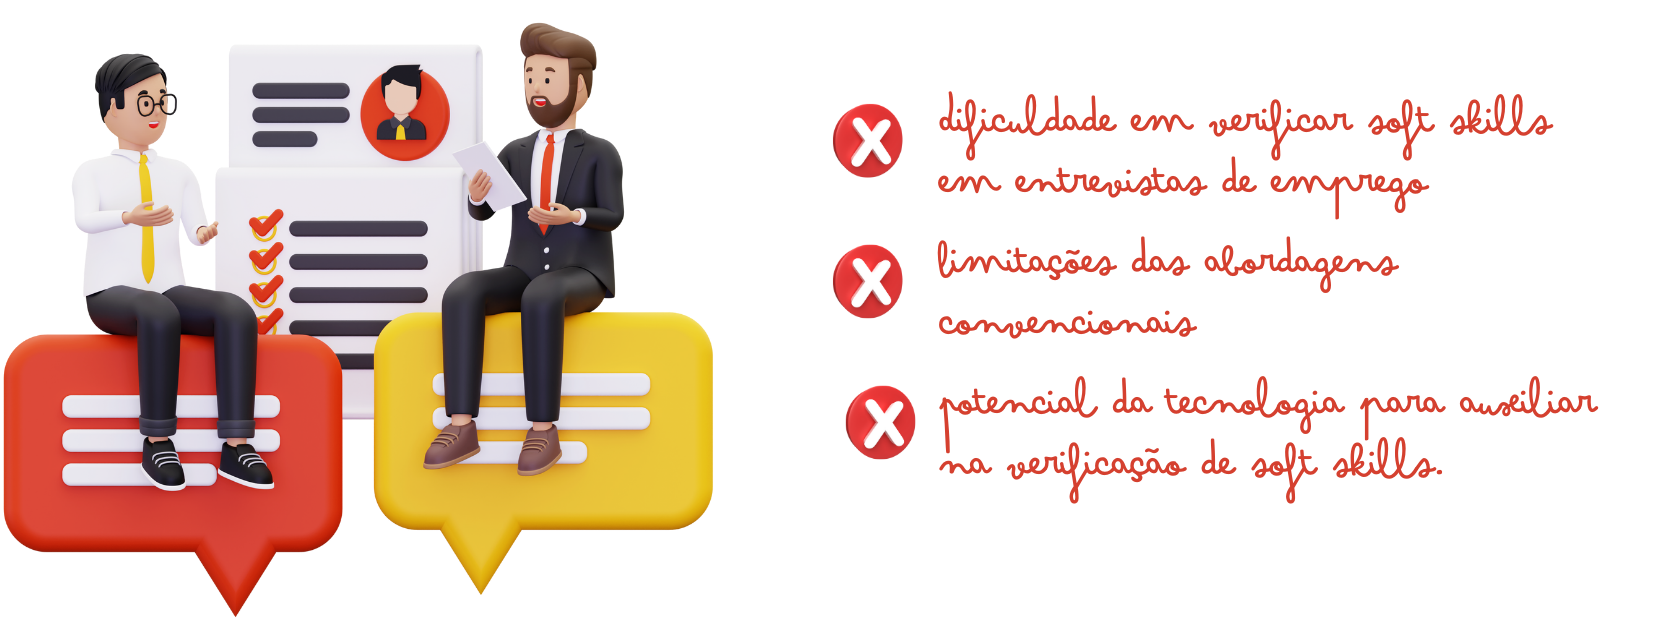 dificuldade em verificar soft skills
em entrevistas de emprego
limitações das abordagens
convencionais
potencial da tecnologia para auxiliar
na verificação de soft skills.